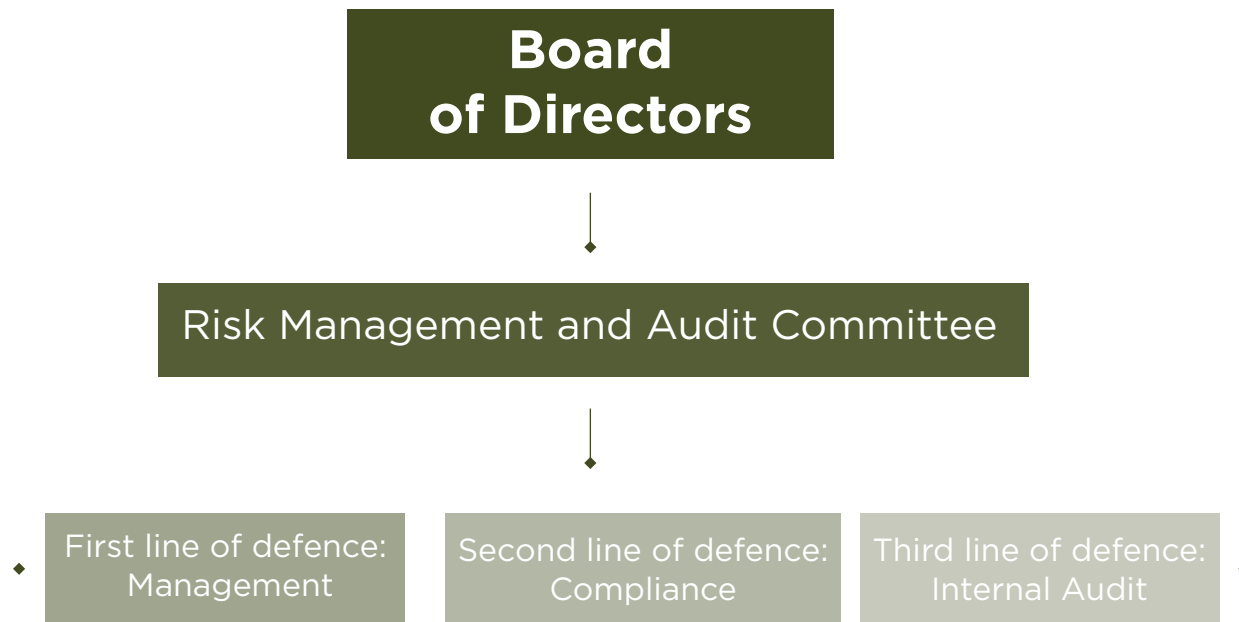 Board
of Directors
Risk Management and Audit Committee
First line of defence:
Management
Second line of defence:
Compliance
Third line of defence:
Internal Audit